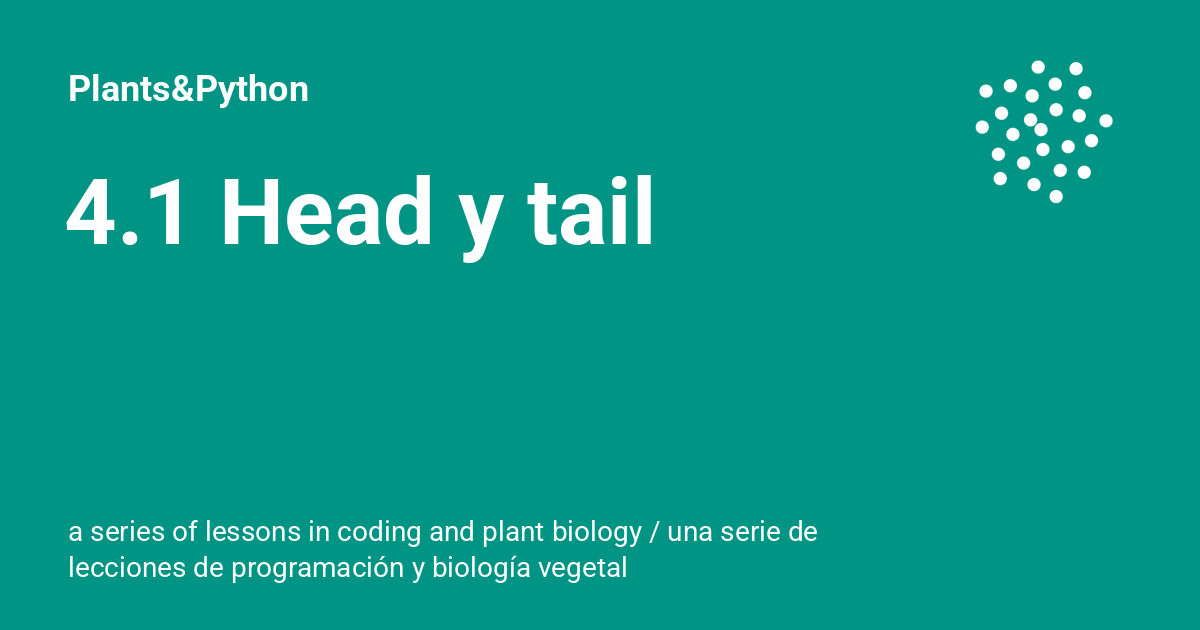 Plants&Python
4.1 Head y tail
a series of lessons in coding and plant biology / una serie de
lecciones de programación y biología vegetal